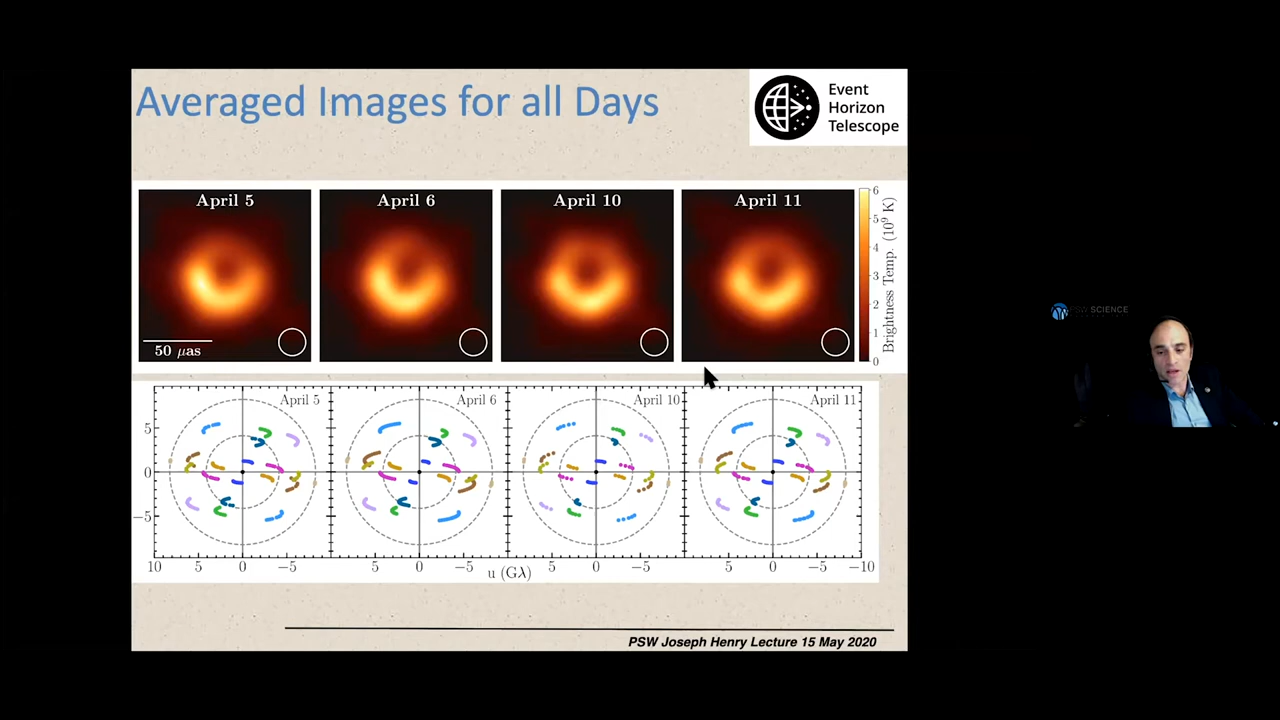 Averaged Images for all Days
Event
Horizon
Telescope
April 5
April 6
April 10
April 11
50 μas
6
5
4
3
2
1
0
Brightness Temp. (10⁹ K)
April 5
April 6
April 10
April 11
5
0
−5
10 5 0 −5 5 0 −5 5 0 −5 5 0 −5 −10
u (Gλ)
PSW Joseph Henry Lecture 15 May 2020
PSW SCIENCE